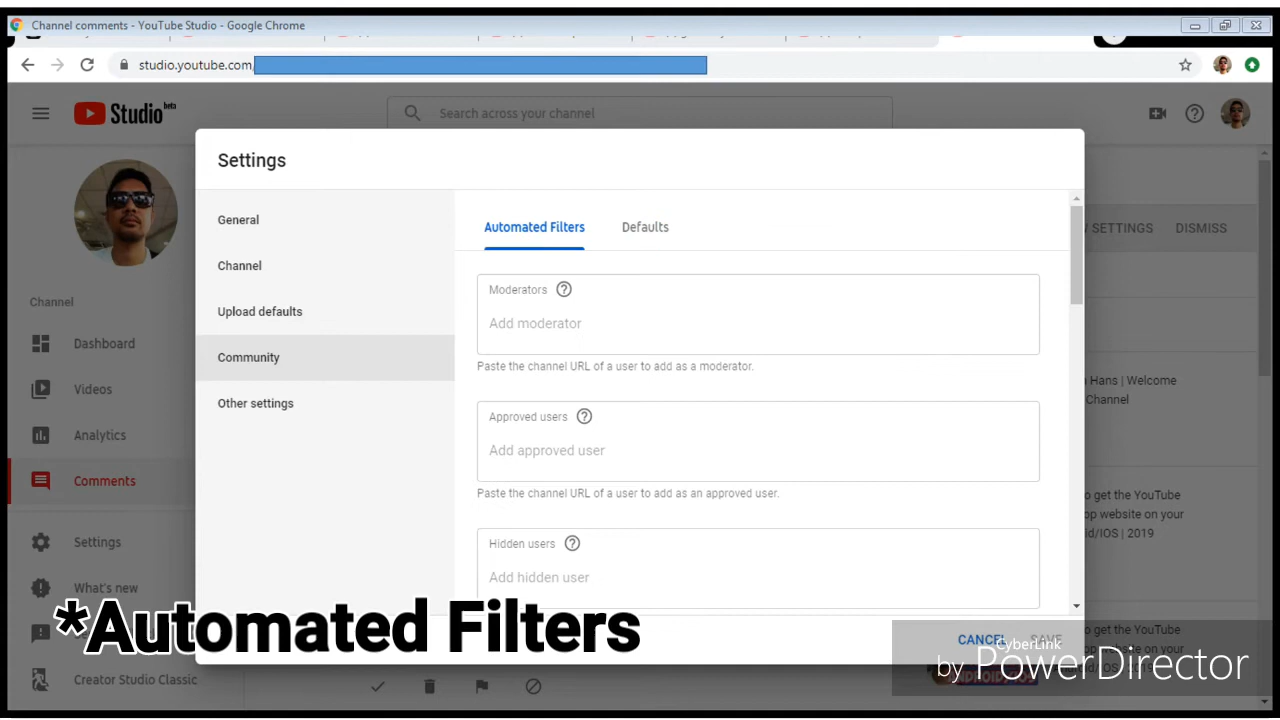 Channel comments - YouTube Studio - Google Chrome
studio.youtube.com
Studio beta
Search across your channel
Settings
General
Channel
Upload defaults
Community
Other settings
Automated Filters
Defaults
Moderators
Add moderator
Paste the channel URL of a user to add as a moderator.
Approved users
Add approved user
Paste the channel URL of a user to add as an approved user.
Hidden users
Add hidden user
CANCEL
SAVE
Channel
Dashboard
Videos
Analytics
Comments
Settings
What's new
Creator Studio Classic
SETTINGS
DISMISS
Hans | Welcome
Channel
to get the YouTube
website on your
| 2019
to get the YouTube
website on your
*Automated Filters
CyberLink
by PowerDirector